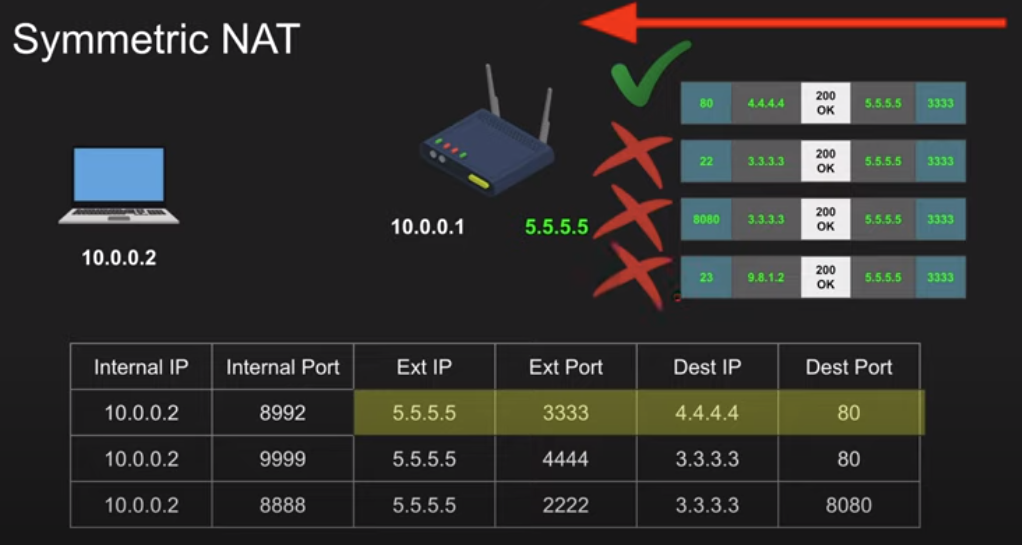 Symmetric NAT
80 4.4.4.4 200 OK 5.5.5.5 3333
22 3.3.3.3 200 OK 5.5.5.5 3333
8080 3.3.3.3 200 OK 5.5.5.5 3333
23 9.8.1.2 200 OK 5.5.5.5 3333
10.0.0.2
10.0.0.1 5.5.5.5
Internal IP Internal Port Ext IP Ext Port Dest IP Dest Port
10.0.0.2 8992 5.5.5.5 3333 4.4.4.4 80
10.0.0.2 9999 5.5.5.5 4444 3.3.3.3 80
10.0.0.2 8888 5.5.5.5 2222 3.3.3.3 8080